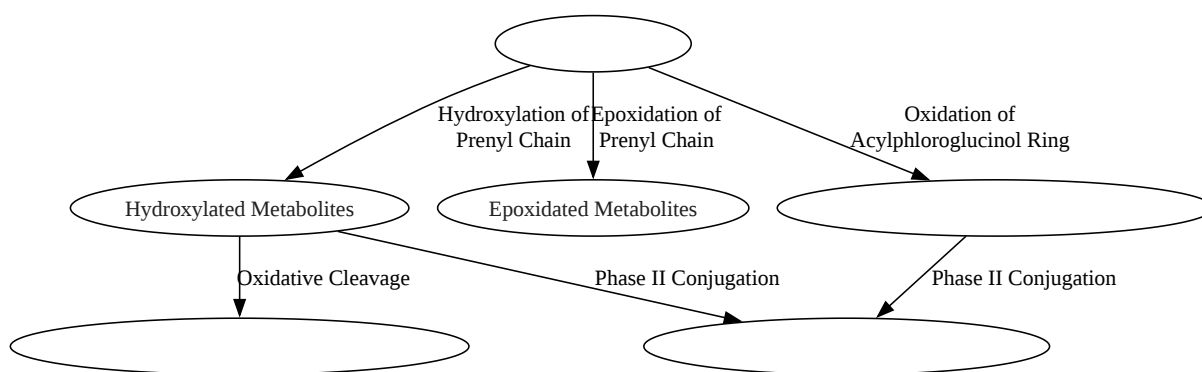 Hydroxylation of
Prenyl Chain
Epoxidation of
Prenyl Chain
Oxidation of
Acylphloroglucinol Ring
Hydroxylated Metabolites
Epoxidated Metabolites
Oxidative Cleavage
Phase II Conjugation
Phase II Conjugation